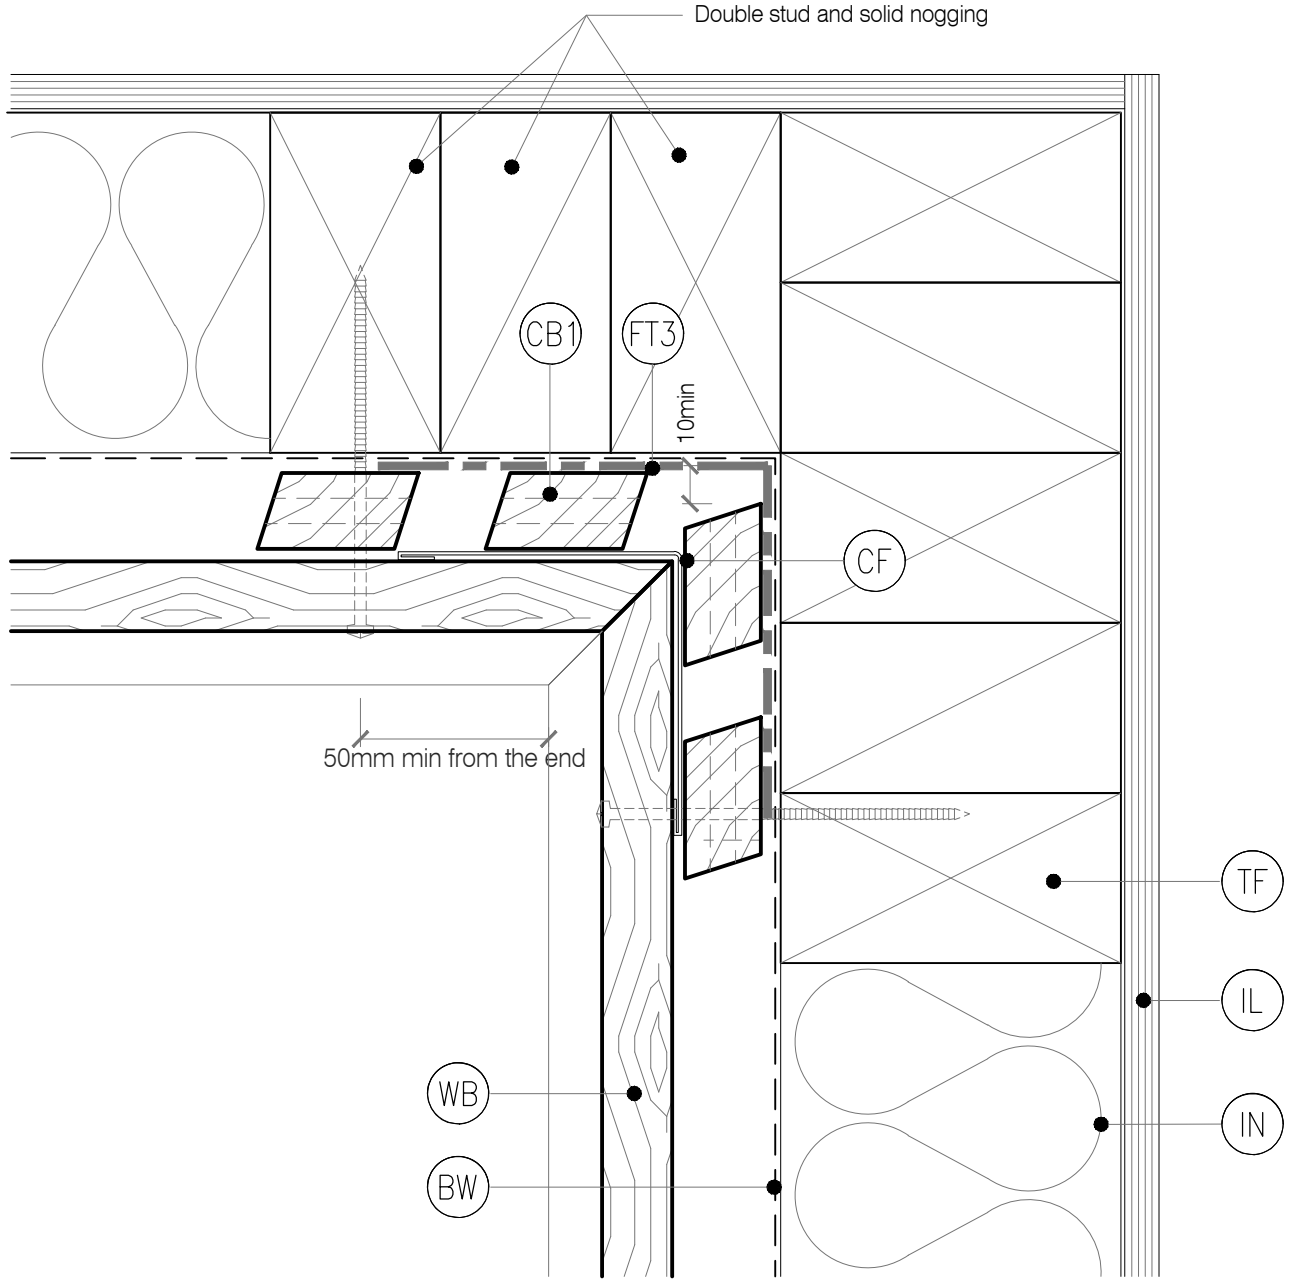 Double stud and solid nogging
CB1
FT3
10min
CF
50mm min from the end
TF
IL
WB
IN
BW